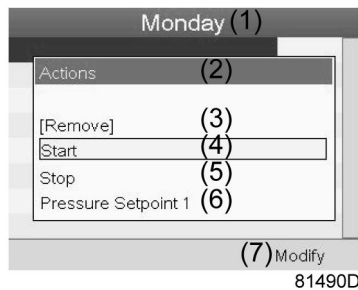 Monday (1)
Actions (2)
[Remove] (3)
Start (4)
Stop (5)
Pressure Setpoint 1 (6)
(7) Modify
81490D